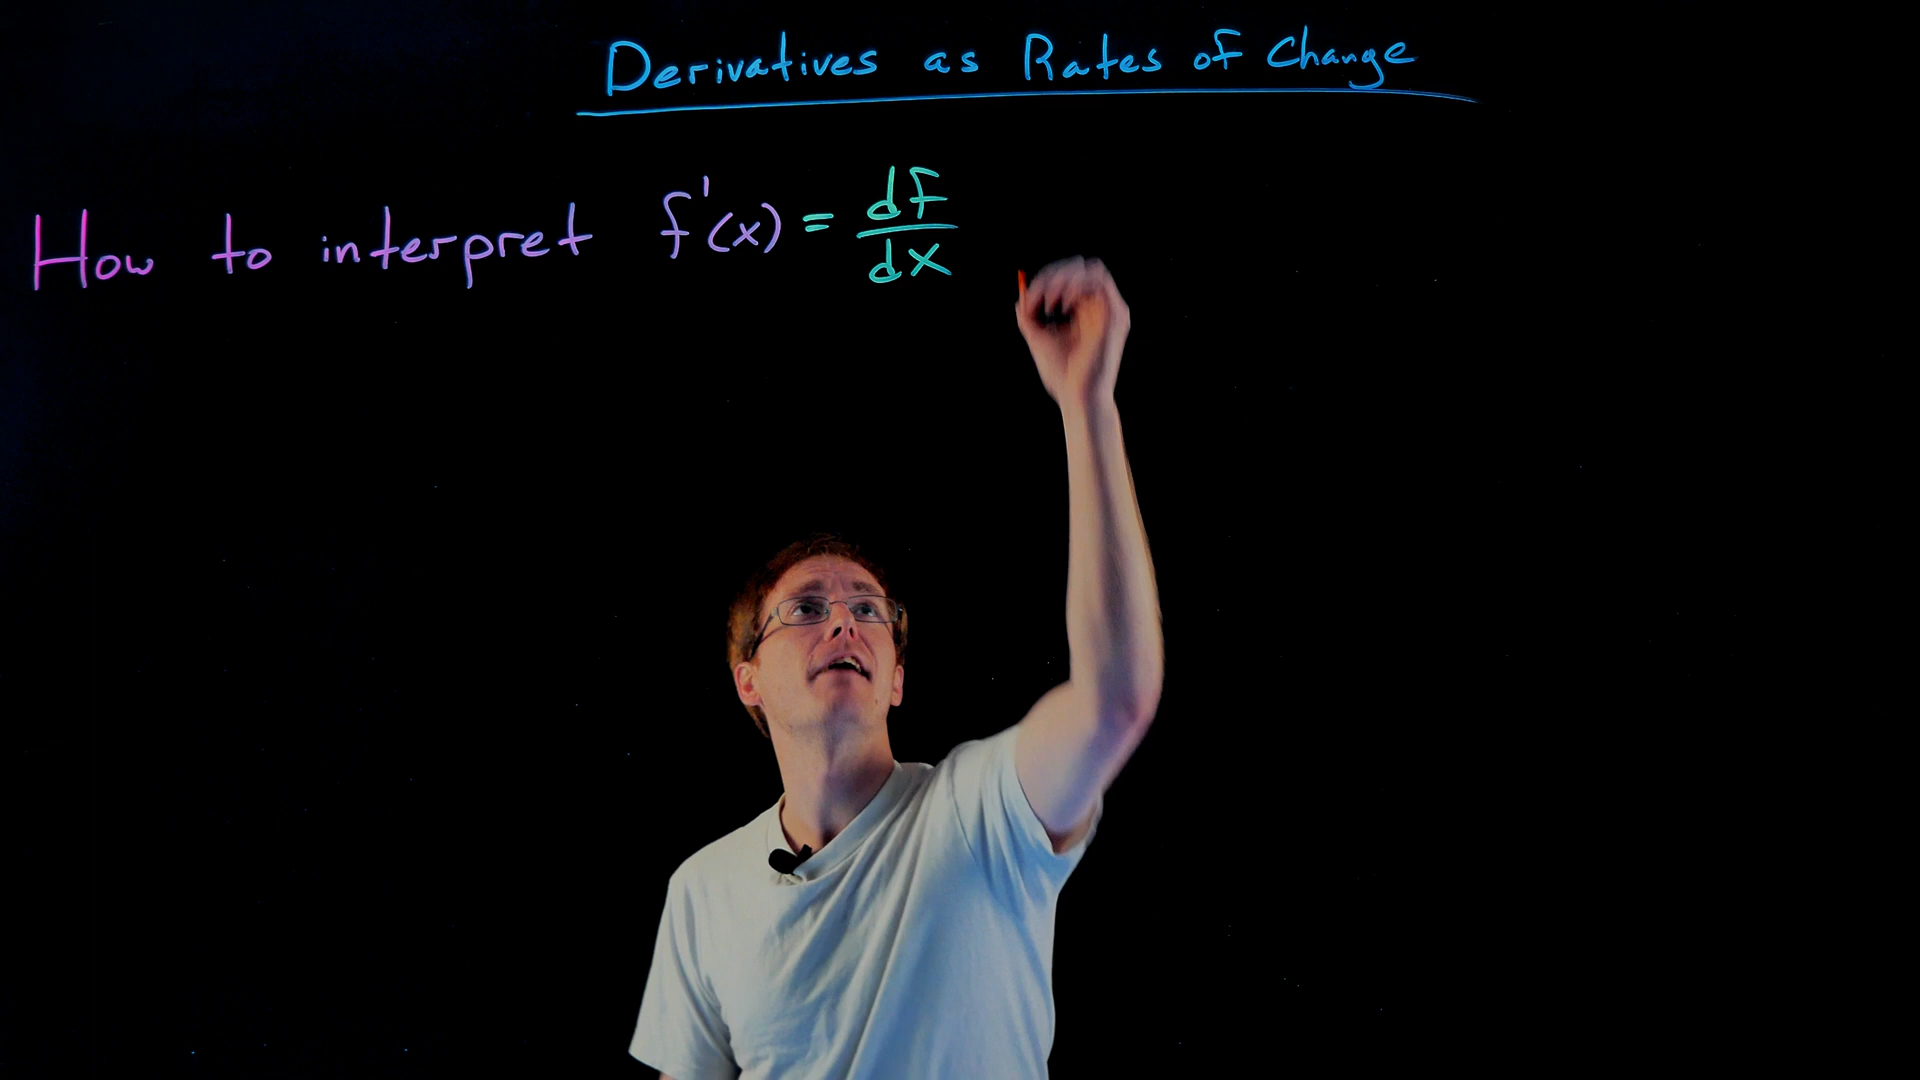 Derivatives as Rates of Change
How to interpret f'(x) = df/dx